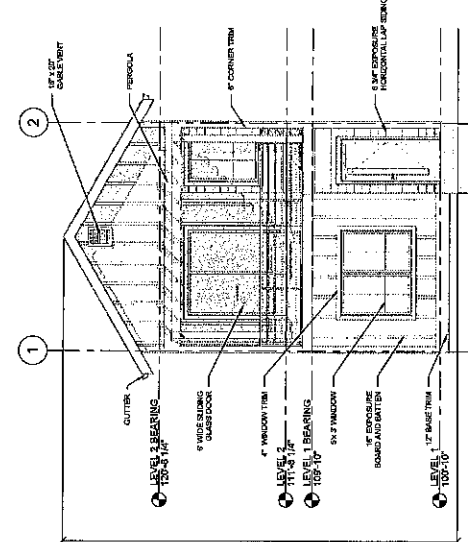 2
1
18" x 20"
GABLE VENT
PERGOLA
6" CORNER TRIM
6 3/4" EXPOSURE
HORIZONTAL LAP SIDING
GUTTER
6' WIDE SLIDING
GLASS DOOR
4" WINDOW TRIM
5 x 3' WINDOW
16" EXPOSURE
BOARD AND BATTEN
12" BASE TRIM
LEVEL 2 BEARING
120'-8 1/4"
LEVEL 2
111'-8 1/4"
LEVEL 1 BEARING
109'-10"
LEVEL 1
100'-10"